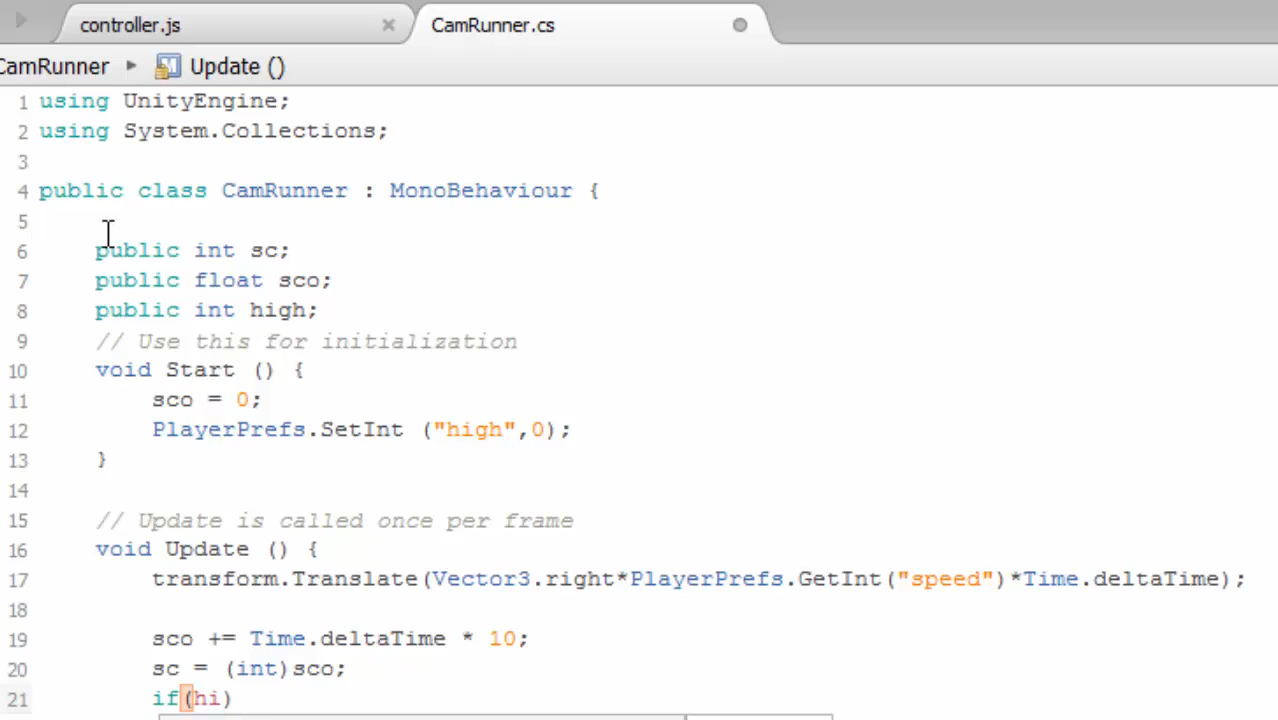 controller.js
CamRunner.cs
CamRunner Update ()
1 using UnityEngine;
2 using System.Collections;
3
4 public class CamRunner : MonoBehaviour {
5
6 public int sc;
7 public float sco;
8 public int high;
9 // Use this for initialization
10 void Start () {
11 sco = 0;
12 PlayerPrefs.SetInt ("high",0);
13 }
14
15 // Update is called once per frame
16 void Update () {
17 transform.Translate(Vector3.right*PlayerPrefs.GetInt("speed")*Time.deltaTime);
18
19 sco += Time.deltaTime * 10;
20 sc = (int)sco;
21 if(hi)